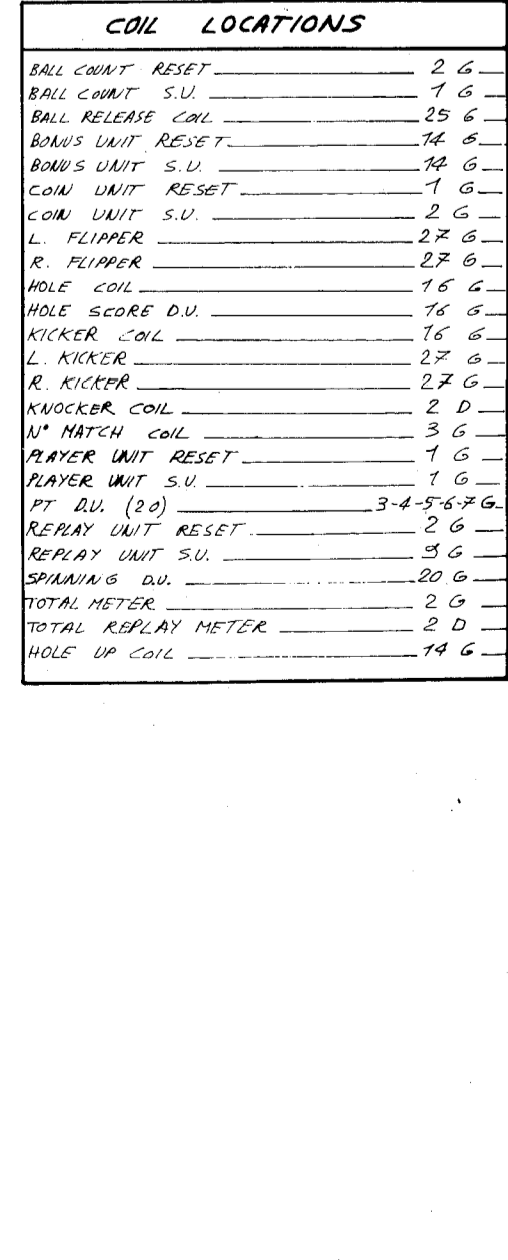 COIL LOCATIONS
BALL COUNT RESET 2 G
BALL COUNT S.U. 1 G
BALL RELEASE COIL 25 G
BONUS UNIT RESET 14 G
BONUS UNIT S.U. 14 G
COIN UNIT RESET 1 G
COIN UNIT S.U. 2 G
L. FLIPPER 27 G
R. FLIPPER 27 G
HOLE COIL 16 G
HOLE SCORE D.U. 16 G
KICKER COIL 16 G
L. KICKER 27 G
R. KICKER 27 G
KNOCKER COIL 2 D
N° MATCH COIL 3 G
PLAYER UNIT RESET 1 G
PLAYER UNIT S.U. 1 G
PT D.U. (20) 3-4-5-6-7 G
REPLAY UNIT RESET 2 G
REPLAY UNIT S.U. G
SPINNING D.U. 20 G
TOTAL METER 2 G
TOTAL REPLAY METER 2 D
HOLE UP COIL 14 G